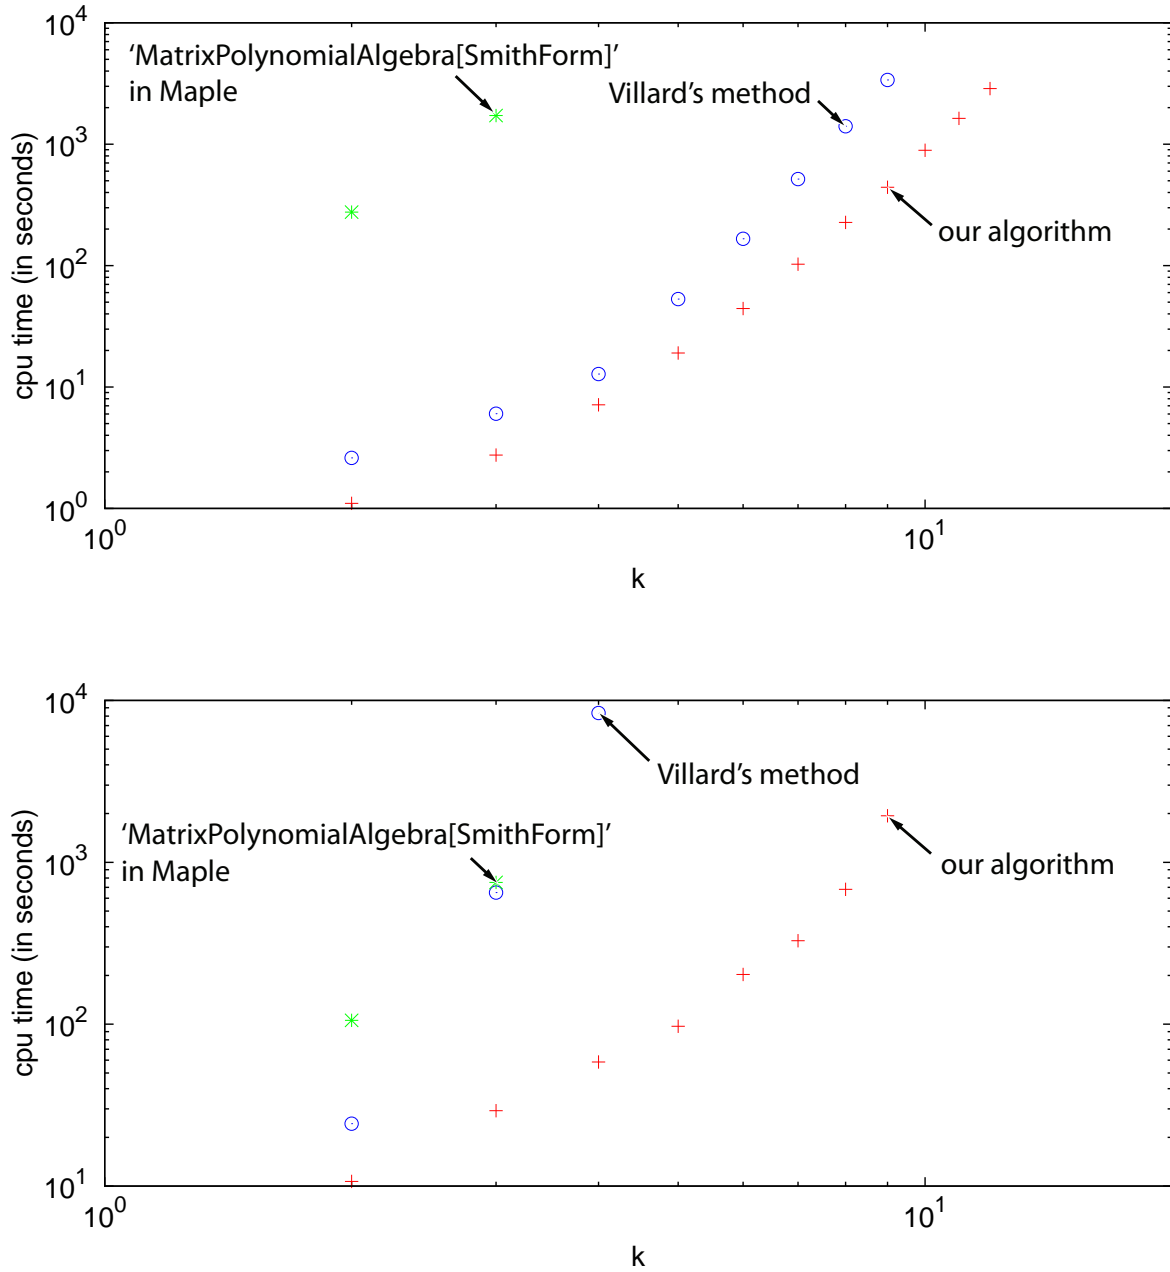 10^4
‘MatrixPolynomialAlgebra[SmithForm]’
in Maple
Villard’s method
10^3
our algorithm
10^2
10^1
10^0
cpu time (in seconds)
10^0
10^1
k
10^4
Villard’s method
‘MatrixPolynomialAlgebra[SmithForm]’
in Maple
10^3
our algorithm
10^2
10^1
cpu time (in seconds)
10^0
10^1
k